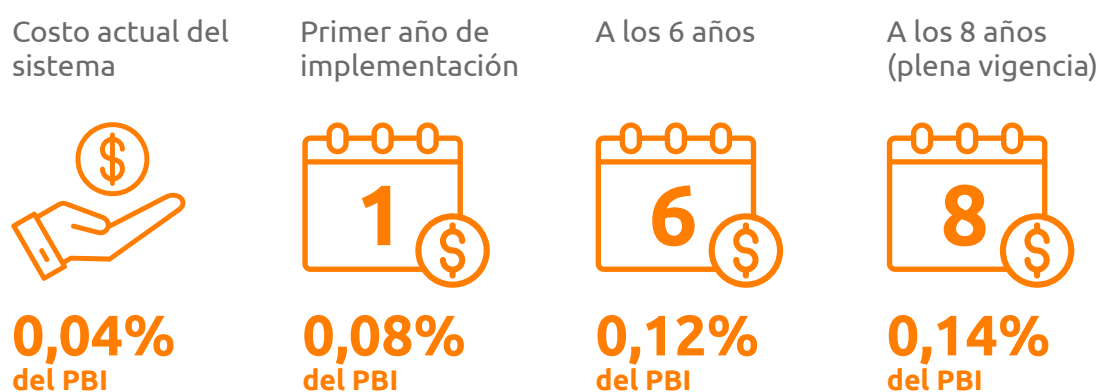 Costo actual del
sistema
$
0,04%
del PBI
Primer año de
implementación
1
$
0,08%
del PBI
A los 6 años
6
$
0,12%
del PBI
A los 8 años
(plena vigencia)
8
$
0,14%
del PBI